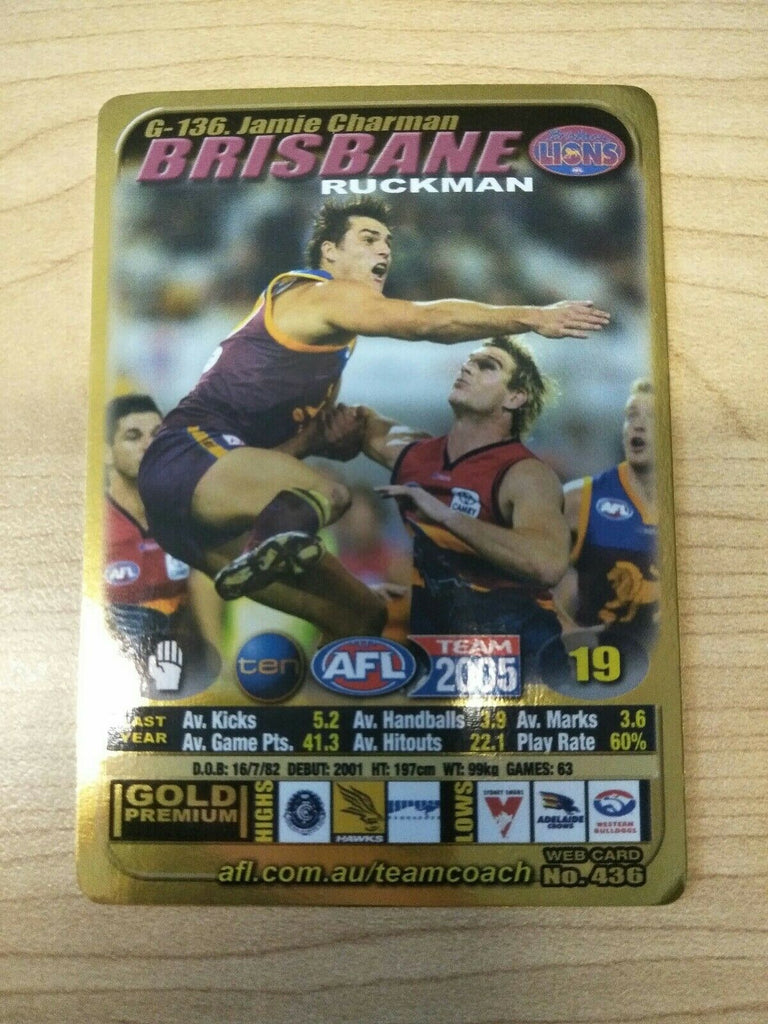 G-136. Jamie Charman
BRISBANE
LIONS
RUCKMAN
CAMRY
AFL
AFL
ten
AFL
TEAM
2005
19
LAST YEAR
Av. Kicks 5.2 Av. Handballs 3.9 Av. Marks 3.6
Av. Game Pts. 41.3 Av. Hitouts 22.1 Play Rate 60%
D.O.B: 16/7/82 DEBUT: 2001 HT: 197cm WT: 99kg GAMES: 63
GOLD
PREMIUM
HIGHS
HAWKS
LOWS
SYDNEY SWANS
ADELAIDE
CROWS
WESTERN
BULLDOGS
afl.com.au/teamcoach
WEB CARD
No. 436